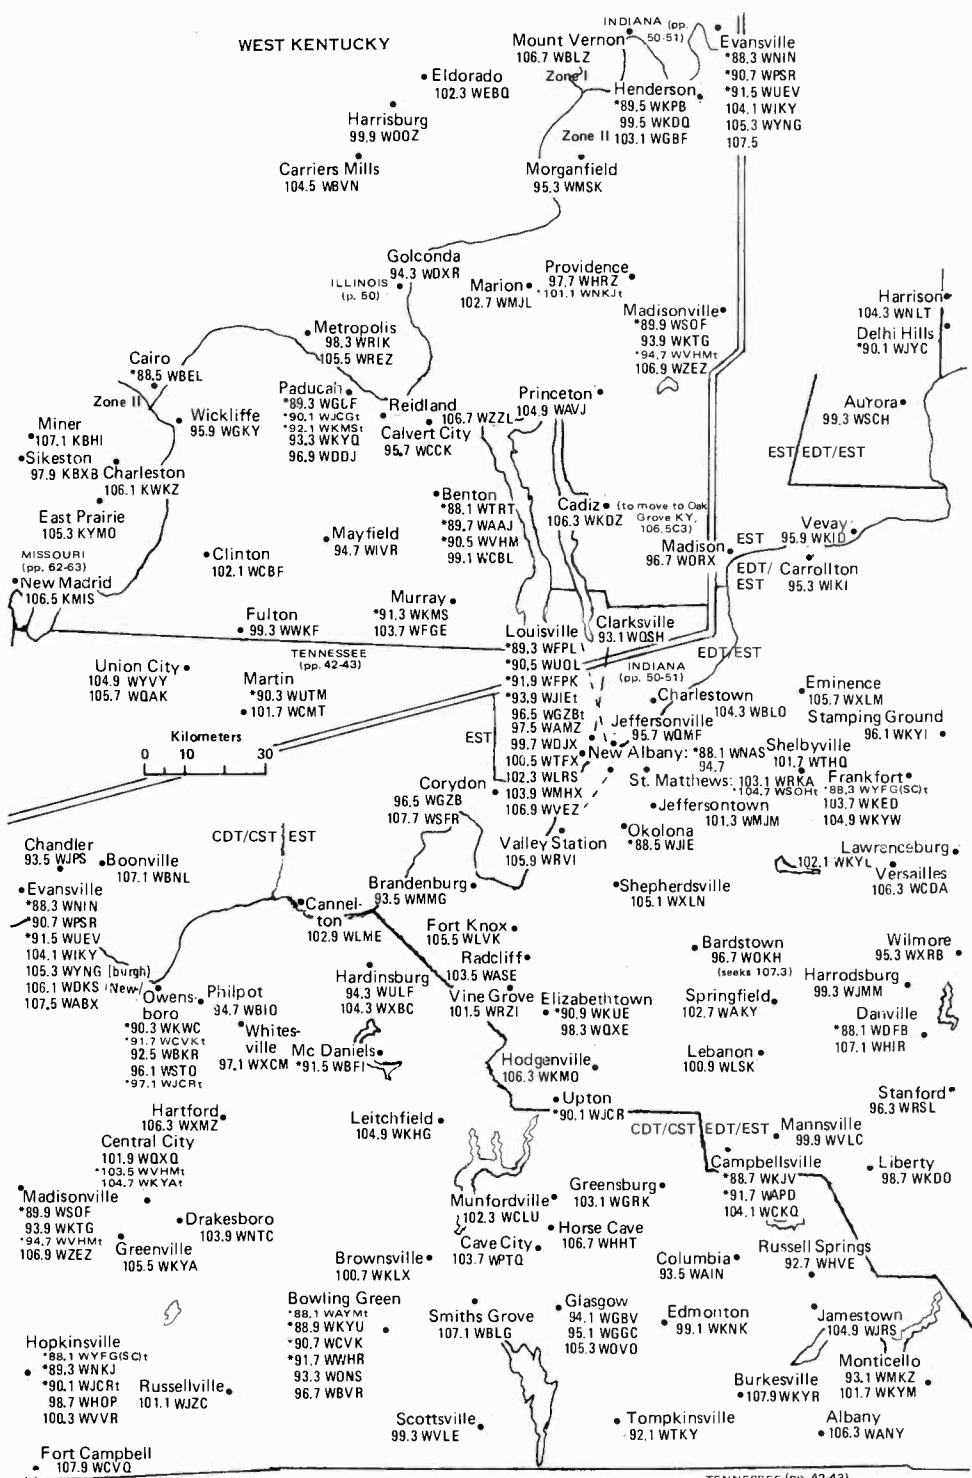 WEST KENTUCKY
INDIANA (pp.
50-51)
Mount Vernon
106.7 WBLZ
Zone I
Evansville
*88.3 WNIN
*90.7 WPSR
*91.5 WUEV
104.1 WIKY
105.3 WYNG
107.5
Eldorado
102.3 WEBQ
Henderson
*89.5 WKPB
99.5 WKDQ
Zone II 103.1 WGBF
Harrisburg
99.9 WOOZ
Carriers Mills
104.5 WBVN
Morganfield
95.3 WMSK
Golconda
94.3 WDXR
ILLINOIS
(p. 50)
Marion
102.7 WMJL
Providence
97.7 WHRZ
*101.1 WNKJt
Madisonville
*89.9 WSOF
93.9 WKTG
*94.7 WVHMt
106.9 WZEZ
Harrison
104.3 WNLT
Delhi Hills
*90.1 WJYC
Metropolis
98.3 WRIK
105.5 WREZ
Cairo
*88.5 WBEL
Zone II
Wickliffe
95.9 WGKY
Paducah
*89.3 WGCF
*90.1 WJCGt
*92.1 WKMSt
93.3 WKYQ
96.9 WDDJ
Reidland
106.7 WZZL
Calvert City
95.7 WCCK
Princeton
104.9 WAVJ
Aurora
99.3 WSCH
EST EDT/EST
Miner
107.1 KBHI
Sikeston
97.9 KBXB
Charleston
106.1 KWKZ
East Prairie
105.3 KYMO
MISSOURI
(pp. 62-63)
New Madrid
106.5 KMIS
Clinton
102.1 WCBF
Mayfield
94.7 WIVR
Benton
*88.1 WTRT
*89.7 WAAJ
*90.5 WVHM
99.1 WCBL
Cadiz
106.3 WKDZ
(to move to Oak
Grove KY,
106.5C3)
Madison
96.7 WORX
EST
EDT/
EST
Vevay
95.9 WKID
Carrollton
95.3 WIKI
Murray
*91.3 WKMS
103.7 WFGE
Fulton
99.3 WWKF
TENNESSEE
(pp. 42-43)
Union City
104.9 WYVY
105.7 WQAK
Martin
*90.3 WUTM
101.7 WCMT
Louisville
*89.3 WFPL
*90.5 WUOL
*91.9 WFPK
*93.9 WJIEt
96.5 WGZBt
97.5 WAMZ
99.7 WDJX
100.5 WTFX
102.3 WLRS
103.9 WMHX
106.9 WVEZ
Clarksville
93.1 WQSH
EDT/EST
INDIANA
(pp. 50-51)
Charlestown
104.3 WBLO
Jeffersonville
95.7 WQMF
New Albany: *88.1 WNAS
94.7
Eminence
105.7 WXLM
Stamping Ground
96.1 WKYI
Shelbyville
101.7 WTHQ
St. Matthews: 103.1 WRKA
*104.7 WSOHt
Frankfort
*88.3 WYFG(SC)t
103.7 WKED
104.9 WKYW
Kilometers
0 10 30
EST
Corydon
96.5 WGZB
107.7 WSFR
Jeffersontown
101.3 WMJM
Okolona
*88.5 WJIE
Valley Station
105.9 WRVI
Lawrenceburg
102.1 WKYL
Versailles
106.3 WCDA
CDT/CST EST
Chandler
93.5 WJPS
Boonville
107.1 WBNL
Evansville
*88.3 WNIN
*90.7 WPSR
*91.5 WUEV
104.1 WIKY
105.3 WYNG (burgh)
106.1 WDKS (New-/
107.5 WABX
Brandenburg
93.5 WMMG
Cannel-
ton
102.9 WLME
Shepherdsville
105.1 WXLN
Fort Knox
105.5 WLVK
Radcliff
103.5 WASE
Bardstown
96.7 WOKH
(seeks 107.3)
Wilmore
95.3 WXRB
Harrodsburg
99.3 WJMM
Hardinsburg
94.3 WULF
104.3 WXBC
Vine Grove
101.5 WRZI
Elizabethtown
*90.9 WKUE
98.3 WQXE
Springfield
102.7 WAKY
Danville
*88.1 WDFB
107.1 WHIR
Owens-
boro
*90.3 WKWC
*91.7 WCVKt
92.5 WBKR
96.1 WSTO
*97.1 WJCRt
Philpot
94.7 WBIO
Whites-
ville
97.1 WXCM
Mc Daniels
*91.5 WBFI
Hodgenville
106.3 WKMO
Lebanon
100.9 WLSK
Stanford
96.3 WRSL
Hartford
106.3 WXMZ
Leitchfield
104.9 WKHG
Upton
*90.1 WJCR
CDT/CST EDT/EST
Mannsville
99.9 WVLC
Central City
101.9 WQXQ
*103.5 WVHMt
104.7 WKYAt
Campbellsville
*88.7 WKJV
*91.7 WAPD
104.1 WCKQ
Liberty
98.7 WKDO
Madisonville
*89.9 WSOF
93.9 WKTG
*94.7 WVHMt
106.9 WZEZ
Drakesboro
103.9 WNTC
Greenville
105.5 WKYA
Munfordville
102.3 WCLU
Greensburg
103.1 WGRK
Horse Cave
106.7 WHHT
Cave City
103.7 WPTQ
Brownsville
100.7 WKLX
Columbia
93.5 WAIN
Russell Springs
92.7 WHVE
Bowling Green
*88.1 WAYMt
*88.9 WKYU
*90.7 WCVK
*91.7 WWHR
93.3 WDNS
96.7 WBVR
Smiths Grove
107.1 WBLG
Glasgow
94.1 WGBV
95.1 WGGC
105.3 WOVO
Edmonton
99.1 WKNK
Jamestown
104.9 WJRS
Hopkinsville
*88.1 WYFG(SC)t
*89.3 WNKJ
*90.1 WJCRt
98.7 WHOP
100.3 WVVR
Russellville
101.1 WJZC
Monticello
93.1 WMKZ
101.7 WKYM
Burkesville
107.9 WKYR
Scottsville
99.3 WVLE
Tompkinsville
92.1 WTKY
Albany
106.3 WANY
Fort Campbell
107.9 WCVQ
TENNESSEE (pp. 42-43)